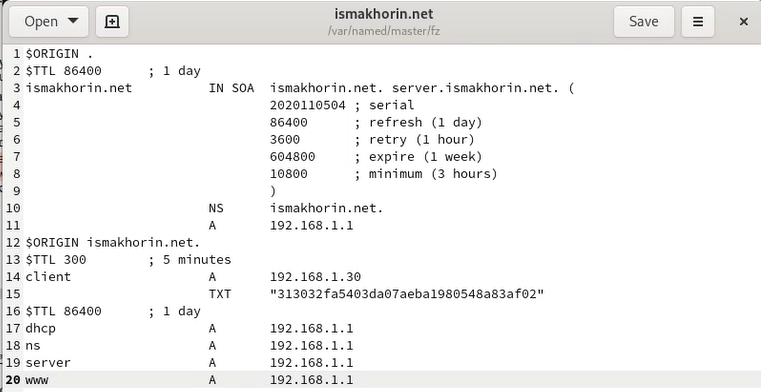 Open
ismakhorin.net
/var/named/master/fz
Save
1 $ORIGIN .
2 $TTL 86400 ; 1 day
3 ismakhorin.net IN SOA ismakhorin.net. server.ismakhorin.net. (
4 2020110504 ; serial
5 86400 ; refresh (1 day)
6 3600 ; retry (1 hour)
7 604800 ; expire (1 week)
8 10800 ; minimum (3 hours)
9 )
10 NS ismakhorin.net.
11 A 192.168.1.1
12 $ORIGIN ismakhorin.net.
13 $TTL 300 ; 5 minutes
14 client A 192.168.1.30
15 TXT "313032fa5403da07aeba1980548a83af02"
16 $TTL 86400 ; 1 day
17 dhcp A 192.168.1.1
18 ns A 192.168.1.1
19 server A 192.168.1.1
20 www A 192.168.1.1